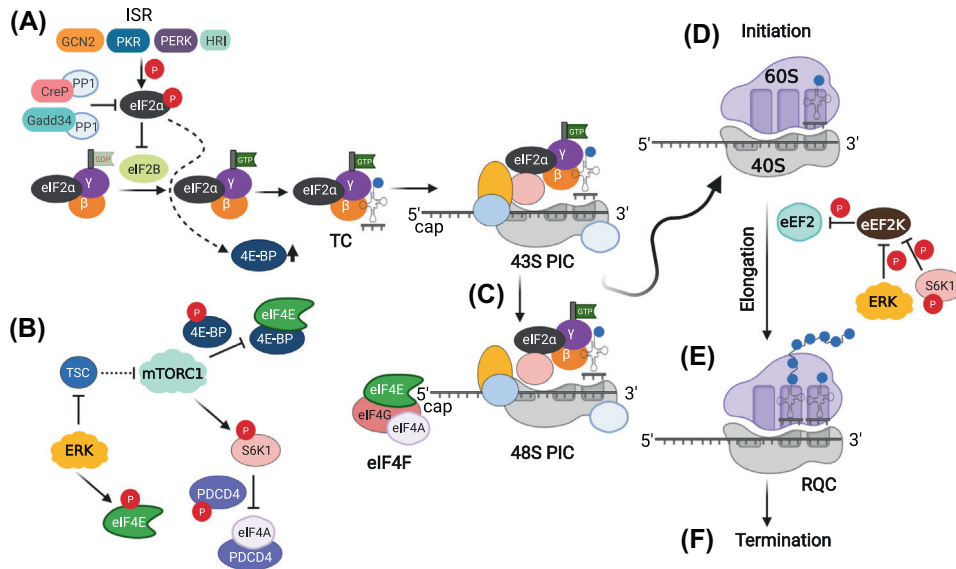 (A)
ISR
GCN2 PKR PERK HRI
P
CreP PP1
Gadd34 PP1
eIF2α P
eIF2B
GDP
eIF2α γ
β
GTP
eIF2α γ
β
GTP
eIF2α γ
β
TC
4E-BP
GTP
eIF2α γ
β
5' 3'
cap
43S PIC
(B)
TSC
mTORC1
P
4E-BP
eIF4E
4E-BP
ERK
P
eIF4E
P
S6K1
PDCD4
P
eIF4A
PDCD4
(C)
GTP
eIF2α γ
β
eIF4E
eIF4G
eIF4A
eIF4F
5' 3'
cap
48S PIC
(D)
Initiation
60S
5' 3'
40S
Elongation
eEF2
P
eEF2K
P
P
ERK
S6K1
P
(E)
5' 3'
RQC
(F)
Termination